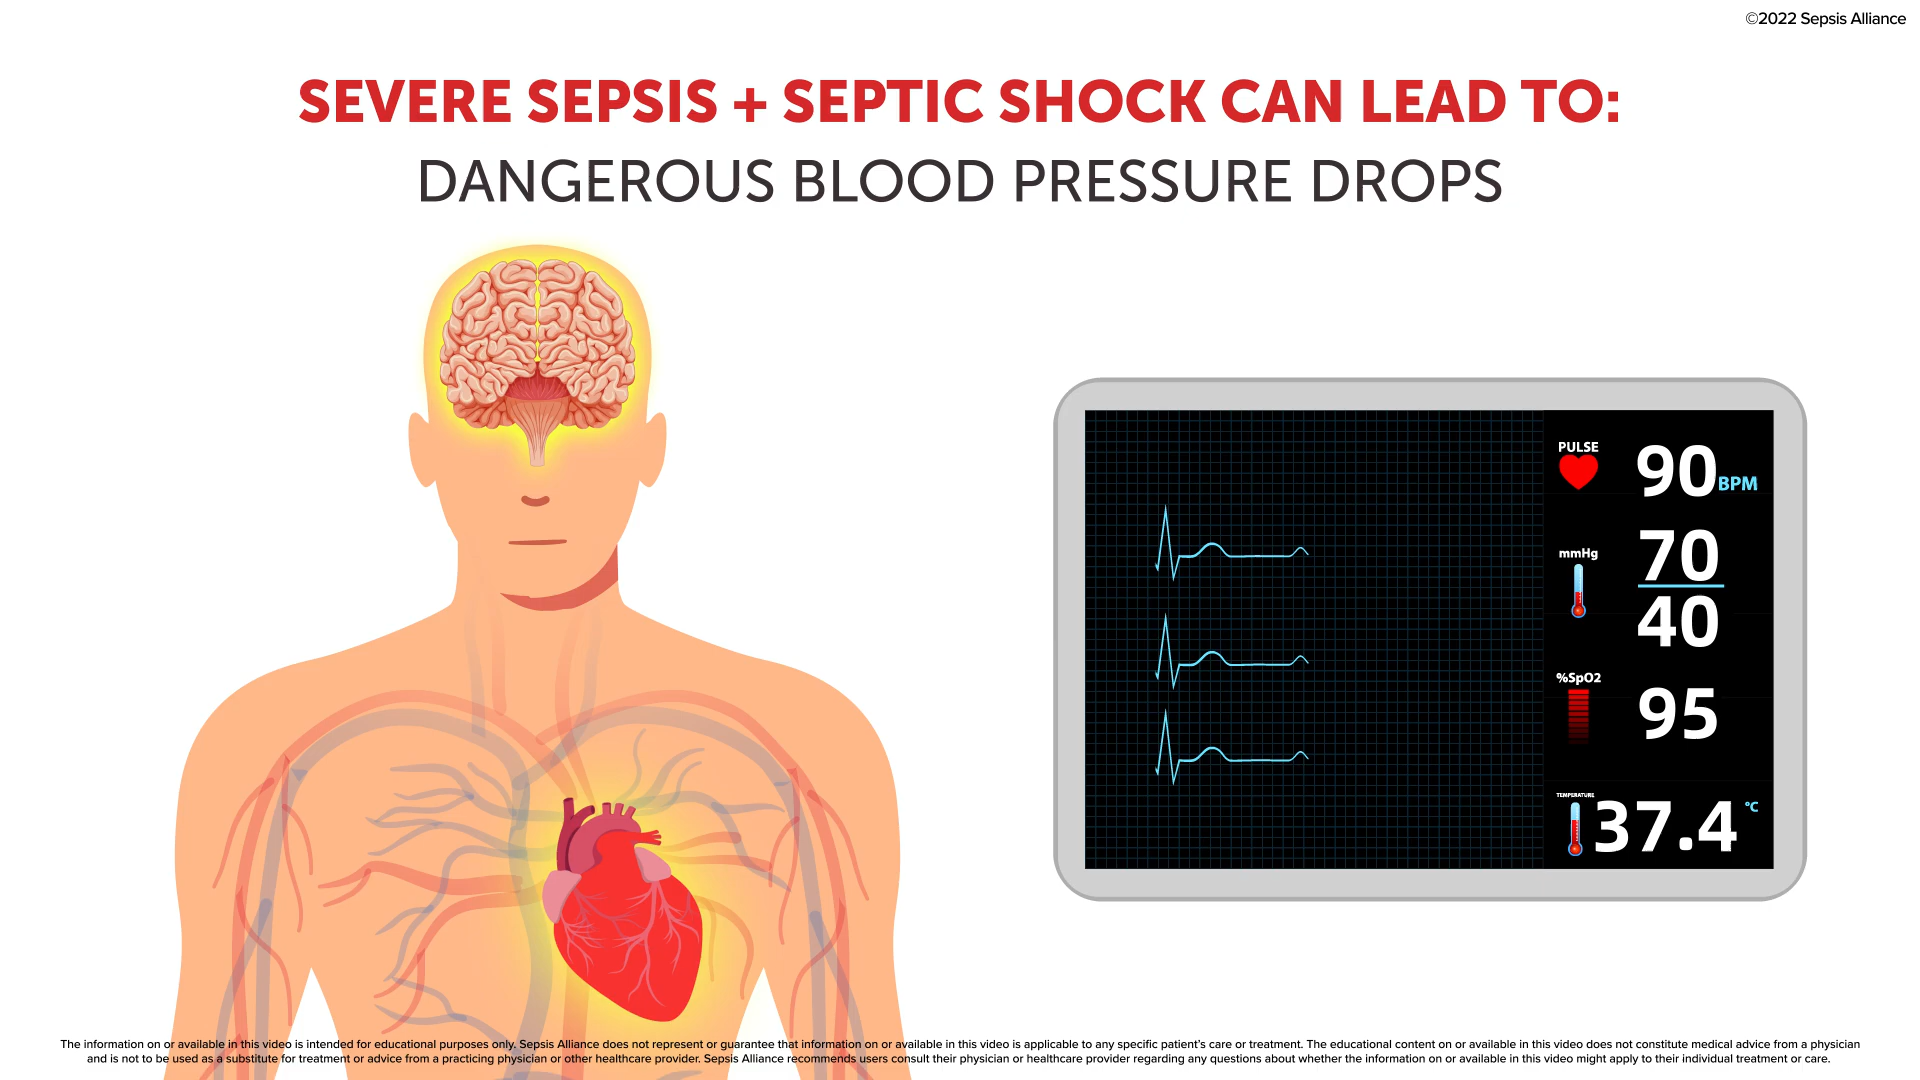 ©2022 Sepsis Alliance
SEVERE SEPSIS + SEPTIC SHOCK CAN LEAD TO:
DANGEROUS BLOOD PRESSURE DROPS
PULSE
90 BPM
mmHg
70
40
%SpO2
95
TEMPERATURE
37.4 °C
The information on or available in this video is intended for educational purposes only. Sepsis Alliance does not represent or guarantee that information on or available in this video is applicable to any specific patient's care or treatment. The educational content on or available in this video does not constitute medical advice from a physician
and is not to be used as a substitute for treatment or advice from a practicing physician or other healthcare provider. Sepsis Alliance recommends users consult their physician or healthcare provider regarding any questions about whether the information on or available in this video might apply to their individual treatment or care.